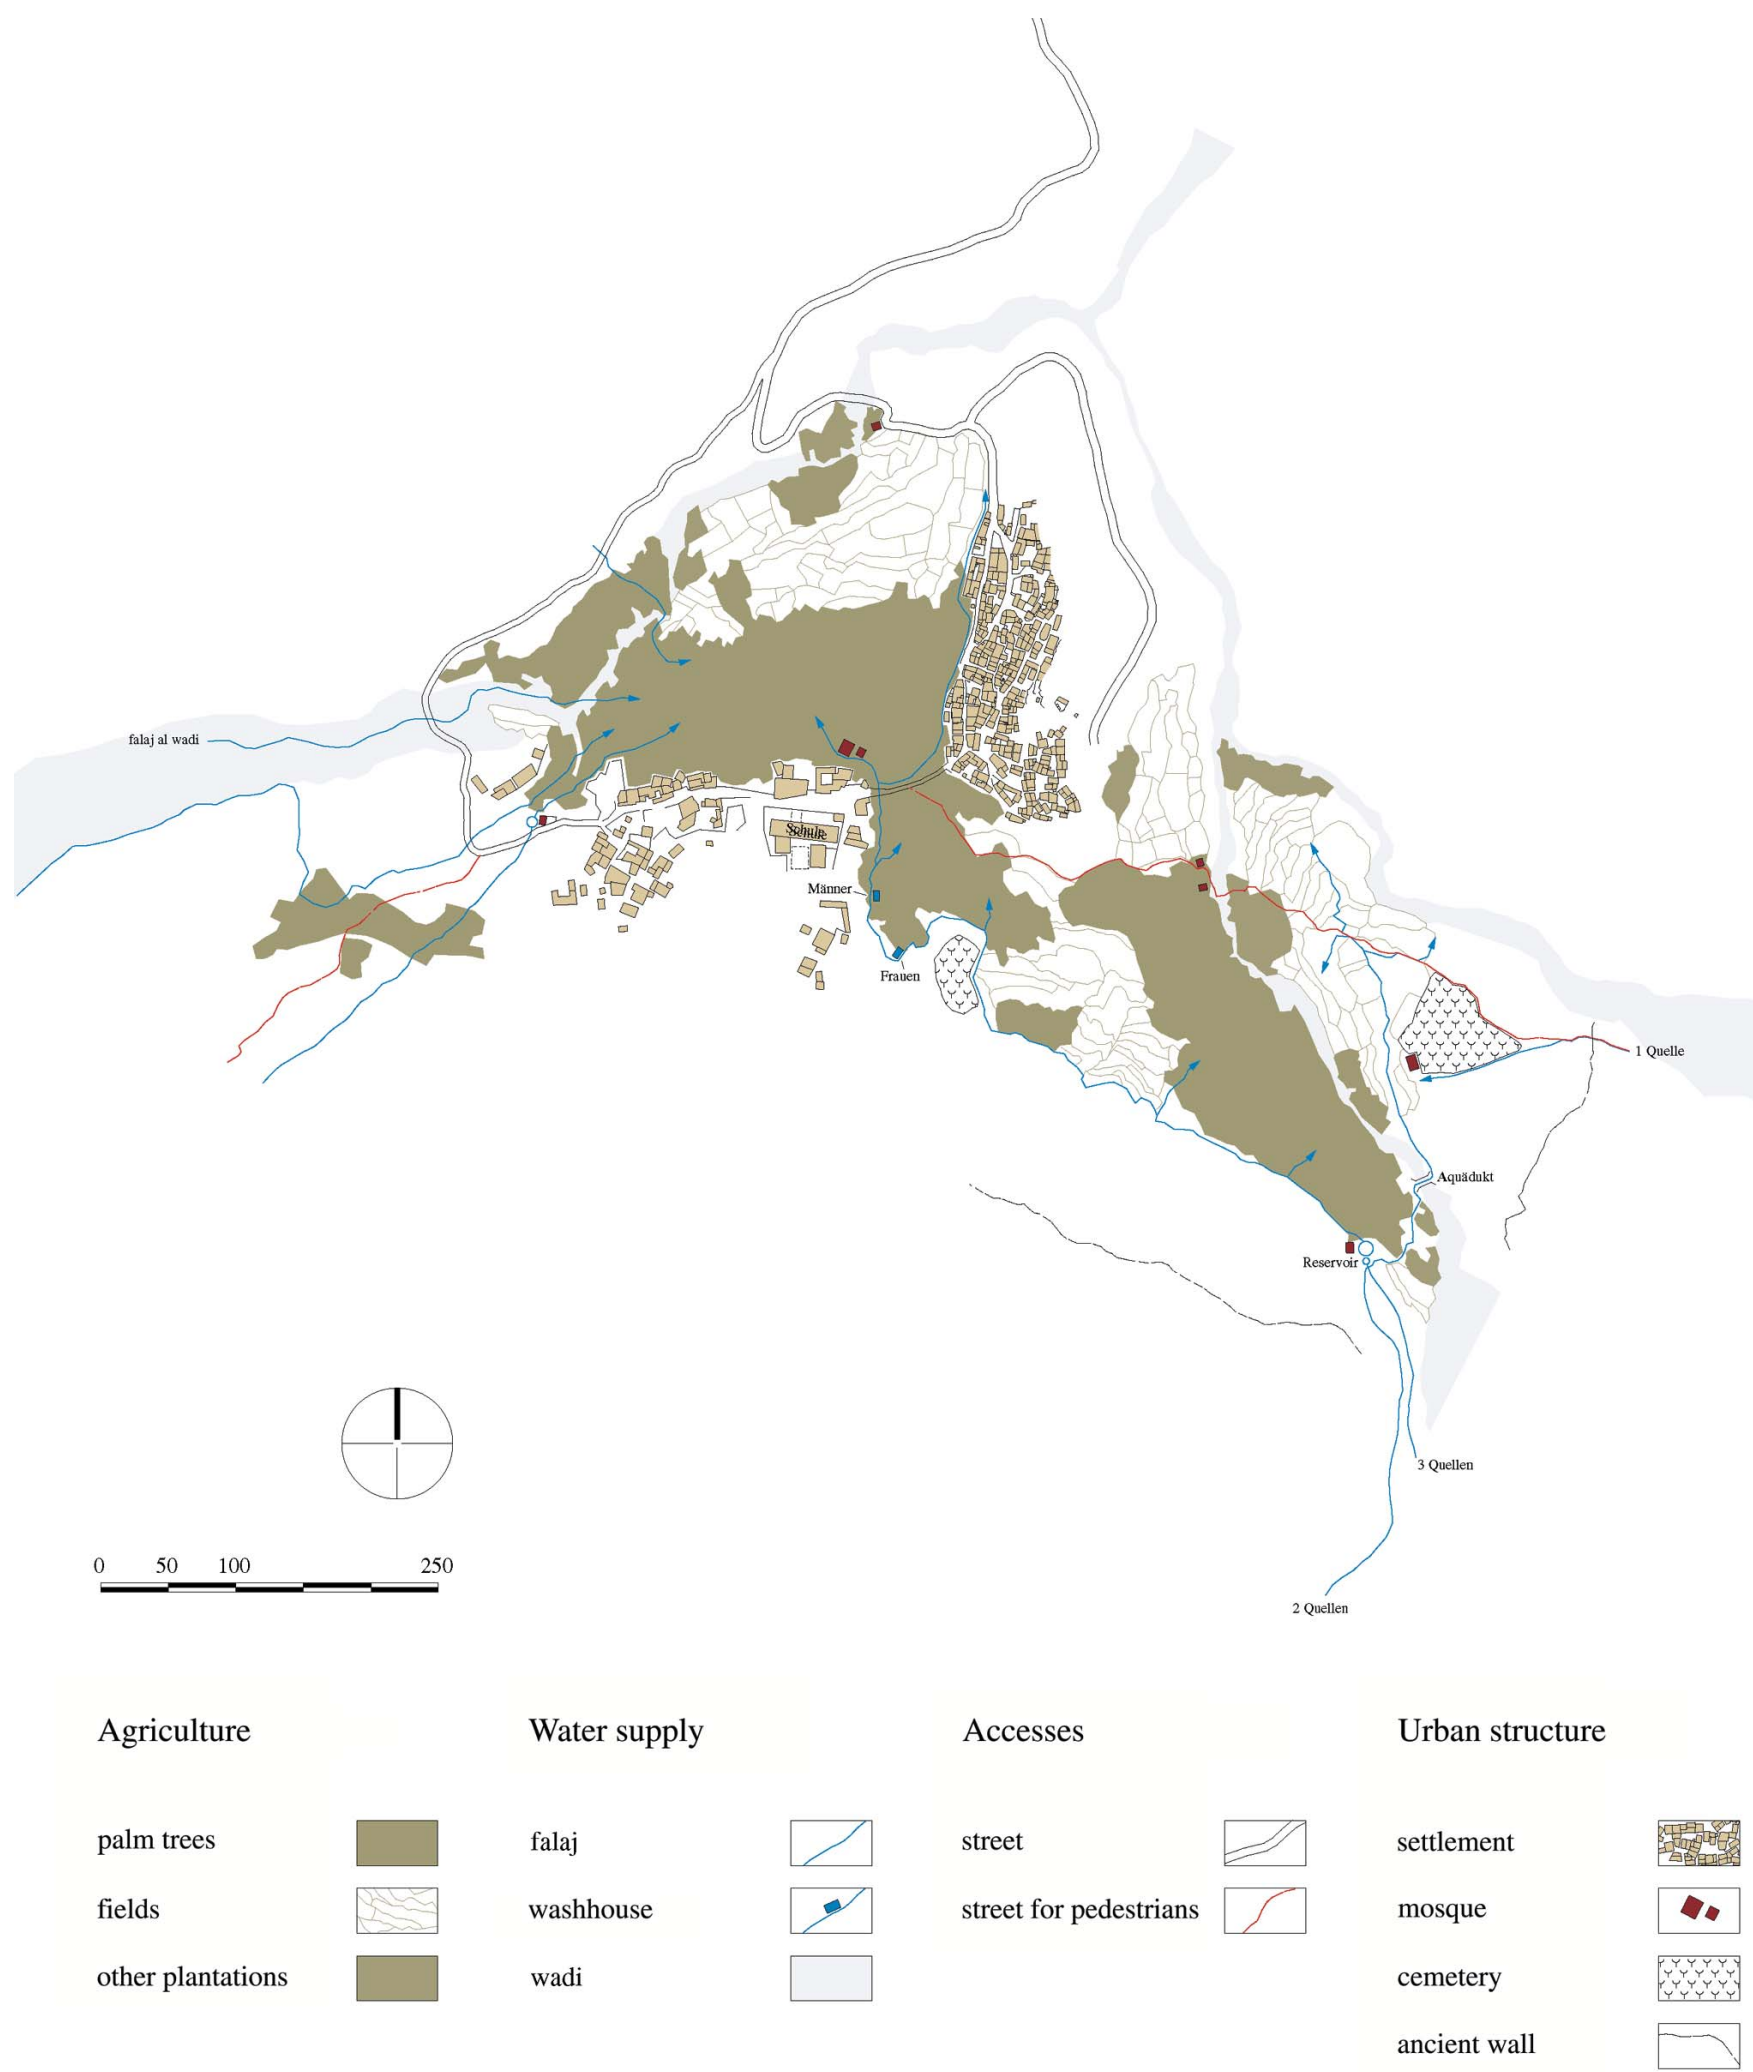 falaj al wadi
Schule
Schule
Männer
Frauen
1 Quelle
Aquädukt
Reservoir
3 Quellen
2 Quellen
0 50 100 250
Agriculture
palm trees
fields
other plantations
Water supply
falaj
washhouse
wadi
Accesses
street
street for pedestrians
Urban structure
settlement
mosque
cemetery
ancient wall